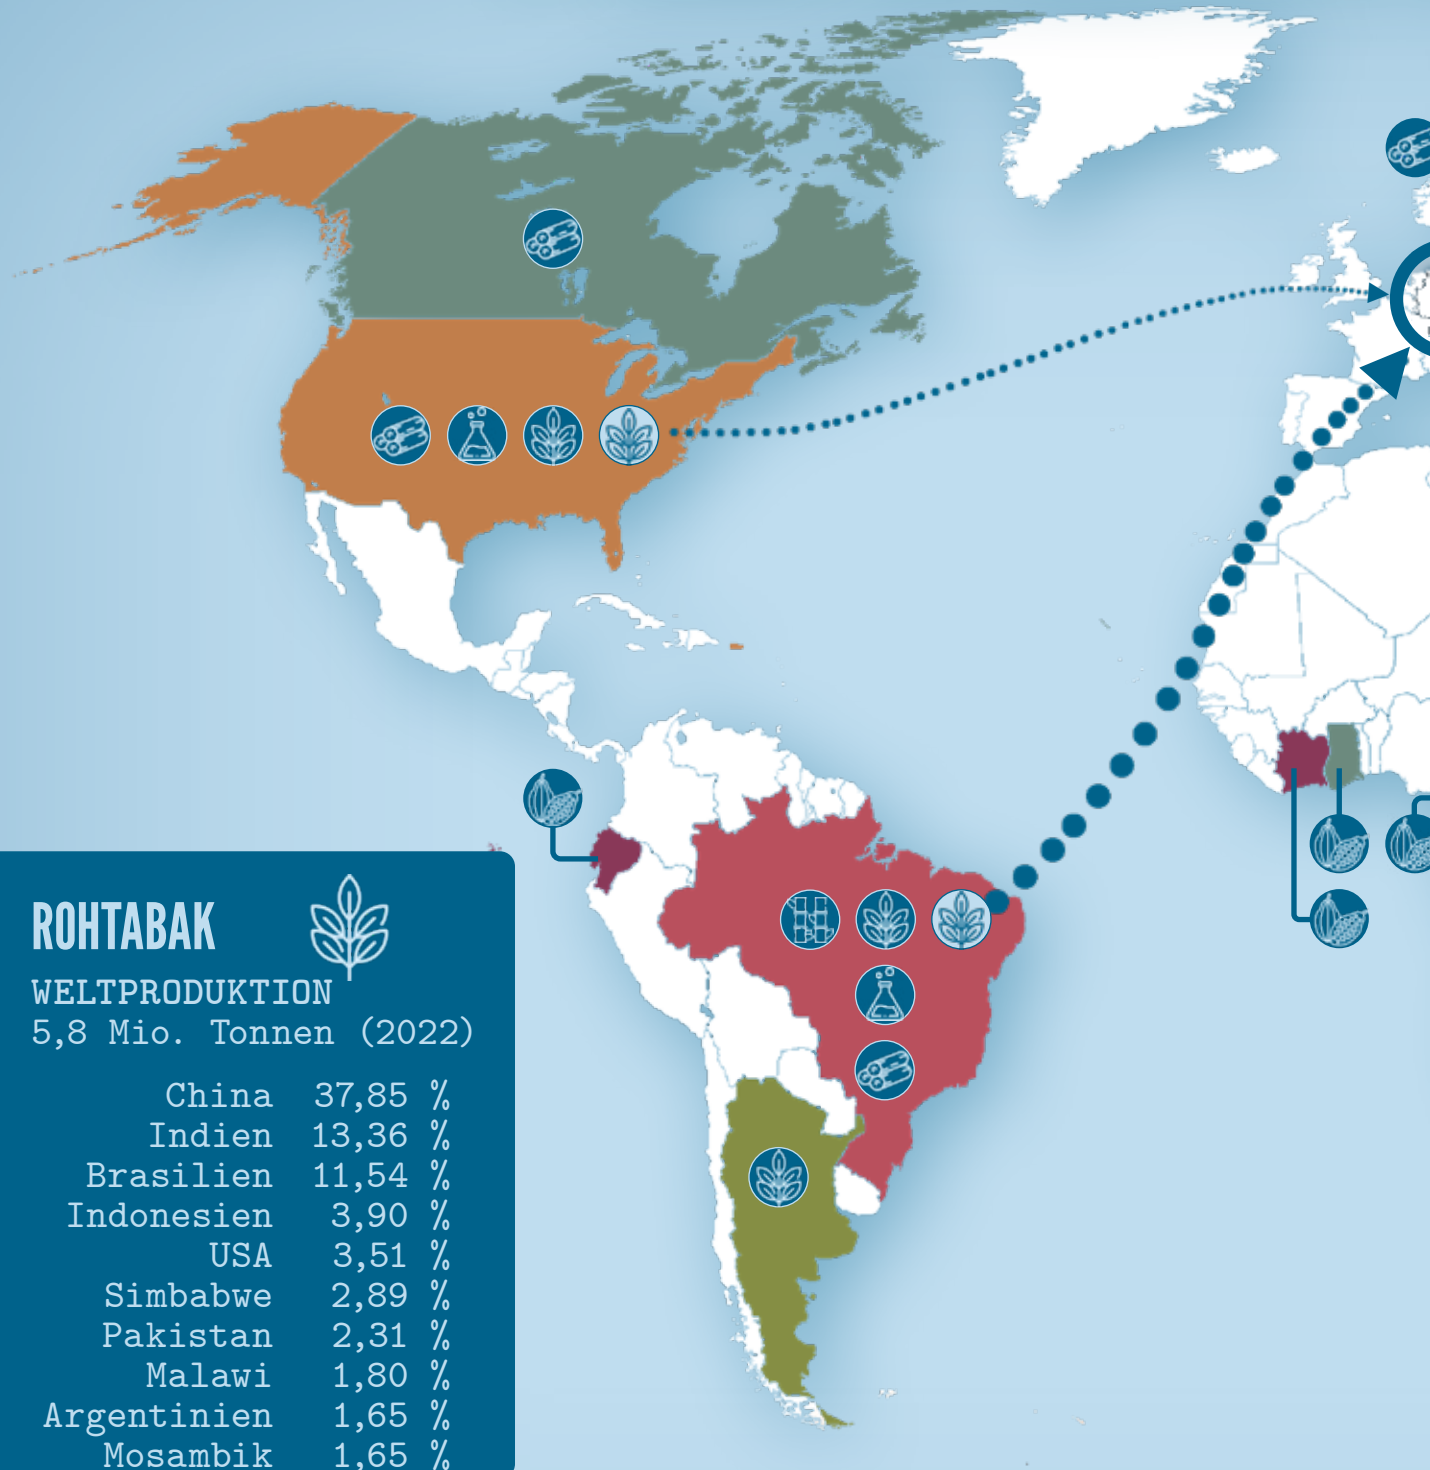 ROHTABAK
WELTPRODUKTION
5,8 Mio. Tonnen (2022)
China 37,85 %
Indien 13,36 %
Brasilien 11,54 %
Indonesien 3,90 %
USA 3,51 %
Simbabwe 2,89 %
Pakistan 2,31 %
Malawi 1,80 %
Argentinien 1,65 %
Mosambik 1,65 %